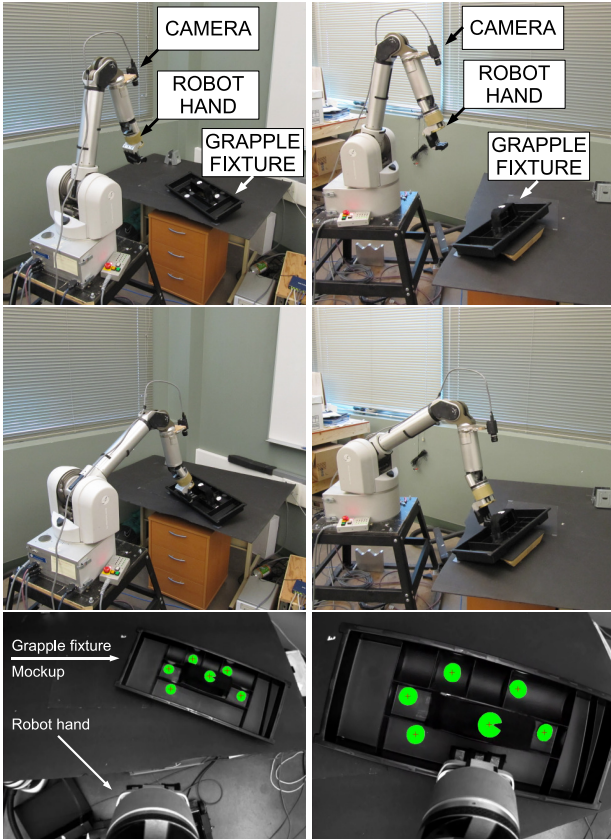 CAMERA
ROBOT
HAND
GRAPPLE
FIXTURE
CAMERA
ROBOT
HAND
GRAPPLE
FIXTURE
Grapple fixture
Mockup
Robot hand